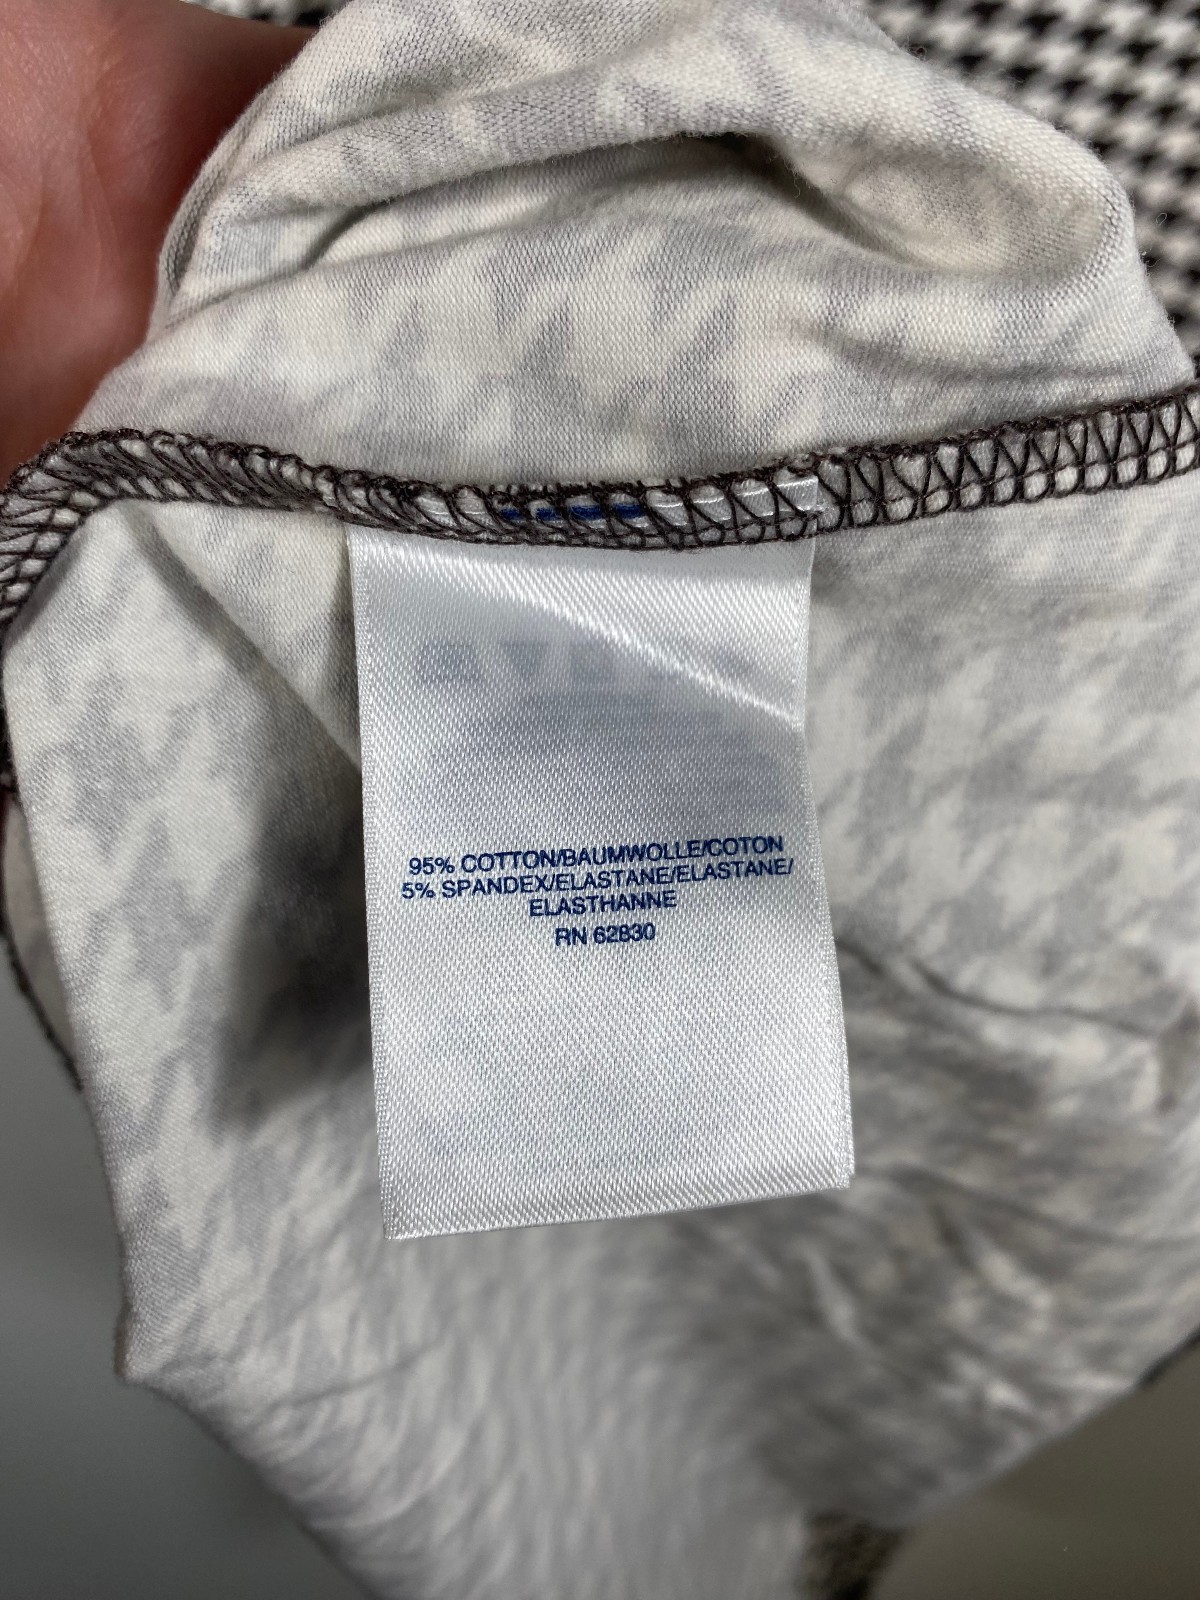 95% COTTON/BAUMWOLLE/COTON
5% SPANDEX/ELASTANE/ELASTANE/
ELASTHANNE
RN 62830